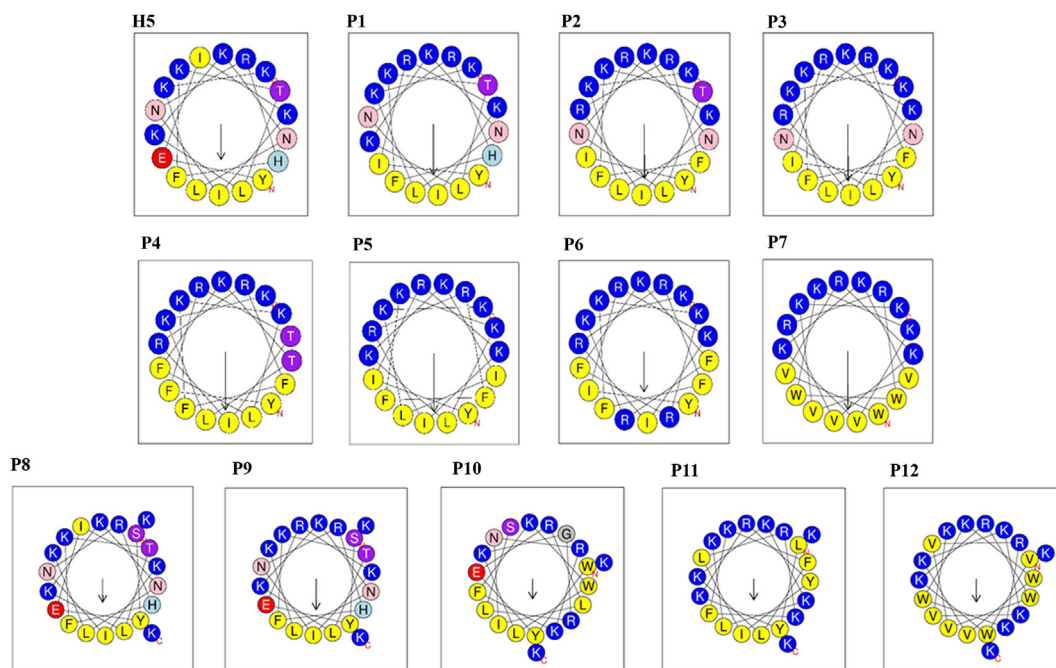 H5
K R K T K N H Y N L I L F E K N K K I
P1
K R K R K T K N H Y N L I L F I K N K
P2
K R K R K T K N F Y N L I L F I N R K
P3
K R K R K K K N F Y N L I L F I N R K
P4
K R K R K K T T F Y N L I L F F F R K
P5
K R K R K K K I F Y N L I L F I K R K
P6
K R K R K K K F F Y N R I R F I F R K
P7
K R K R K K K V W W N V V V W V K R K
P8
I K R K S T K N H Y K C L I L F E K N K K
P9
K R K R K S T K N H Y K C L I L F E K N K
P10
S K R G R W N K W L R K Y K C L I L F E K N
P11
K R K R L N K F Y K K Y K C L I L F K K L K
P12
K R K R V N K W W K K W K C V V V W K K V